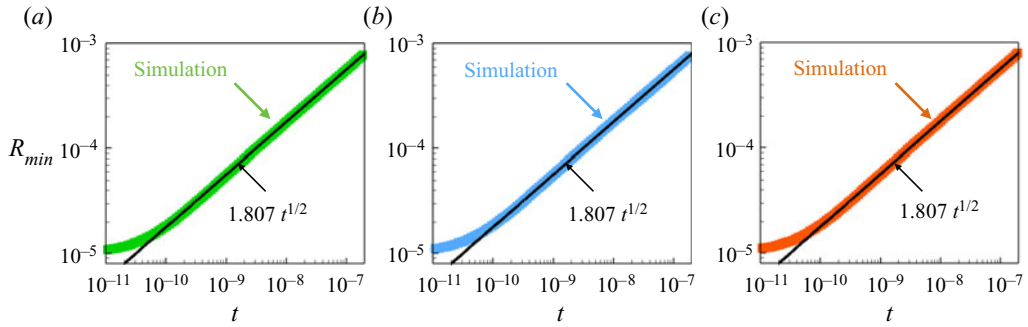 (a)
(b)
(c)
10⁻³
10⁻⁴
10⁻⁵
R_min
Simulation
1.807 t^{1/2}
10⁻¹¹ 10⁻¹⁰ 10⁻⁹ 10⁻⁸ 10⁻⁷
t
10⁻³
10⁻⁴
10⁻⁵
Simulation
1.807 t^{1/2}
10⁻¹¹ 10⁻¹⁰ 10⁻⁹ 10⁻⁸ 10⁻⁷
t
10⁻³
10⁻⁴
10⁻⁵
Simulation
1.807 t^{1/2}
10⁻¹¹ 10⁻¹⁰ 10⁻⁹ 10⁻⁸ 10⁻⁷
t